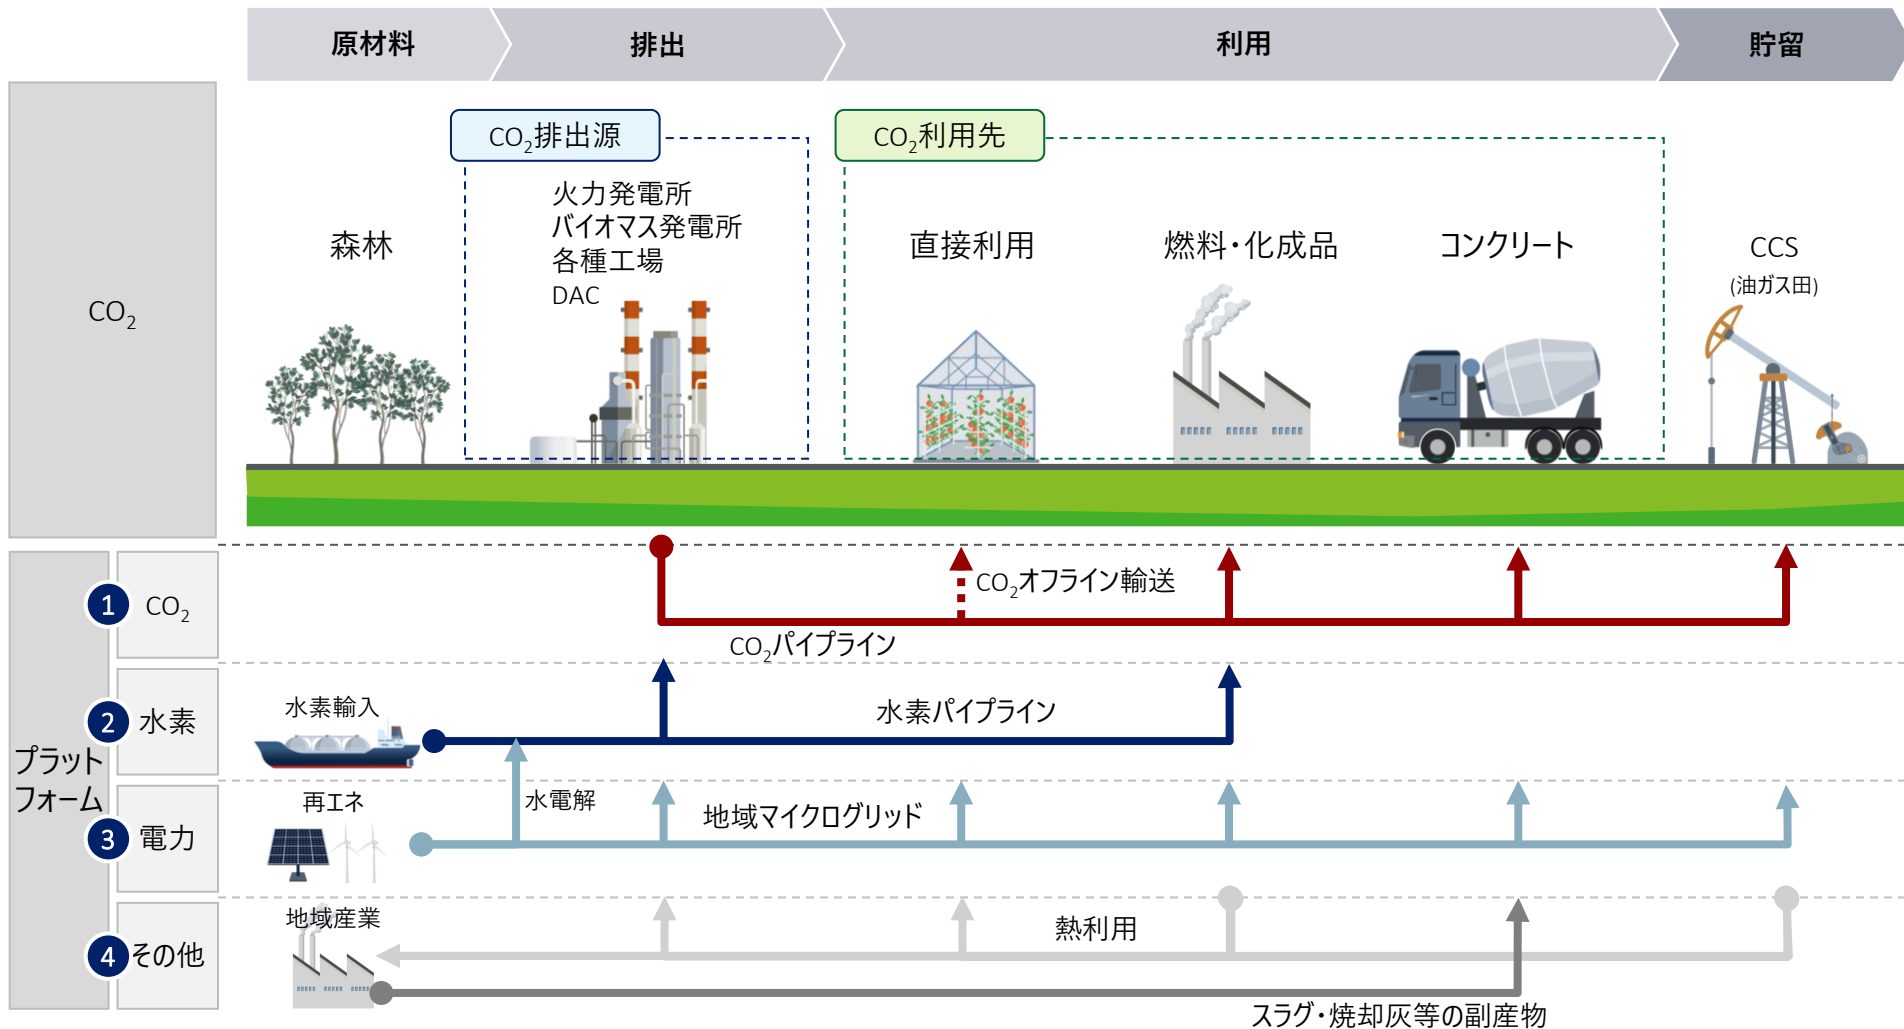 原材料
排出
利用
貯留
CO2
CO2排出源
CO2利用先
森林
火力発電所
バイオマス発電所
各種工場
DAC
直接利用
燃料・化成品
コンクリート
CCS
(油ガス田)
プラット
フォーム
1
CO2
CO2オフライン輸送
CO2パイプライン
2
水素
水素輸入
水素パイプライン
3
電力
再エネ
水電解
地域マイクログリッド
4
その他
地域産業
熱利用
スラグ・焼却灰等の副産物